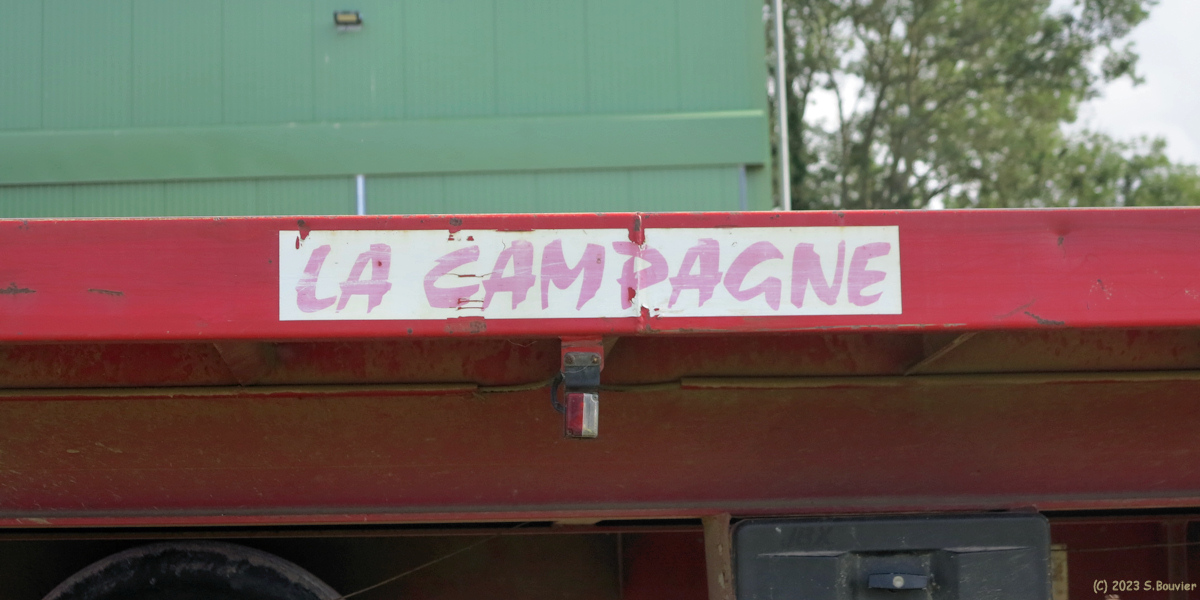 LA CAMPAGNE
(C) 2023 S.Bouvier